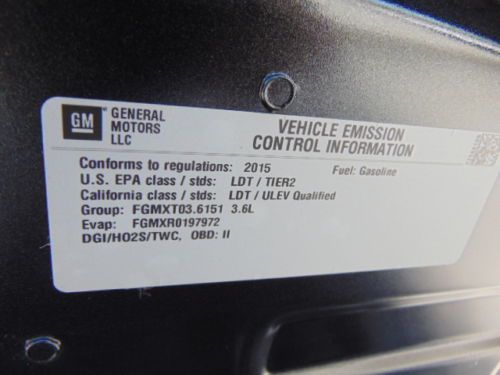 GM
GENERAL
MOTORS
LLC
VEHICLE EMISSION
CONTROL INFORMATION
Conforms to regulations: 2015 Fuel: Gasoline
U.S. EPA class / stds: LDT / TIER2
California class / stds: LDT / ULEV Qualified
Group: FGMXT03.6151 3.6L
Evap: FGMXR0197972
DGI/HO2S/TWC, OBD: II